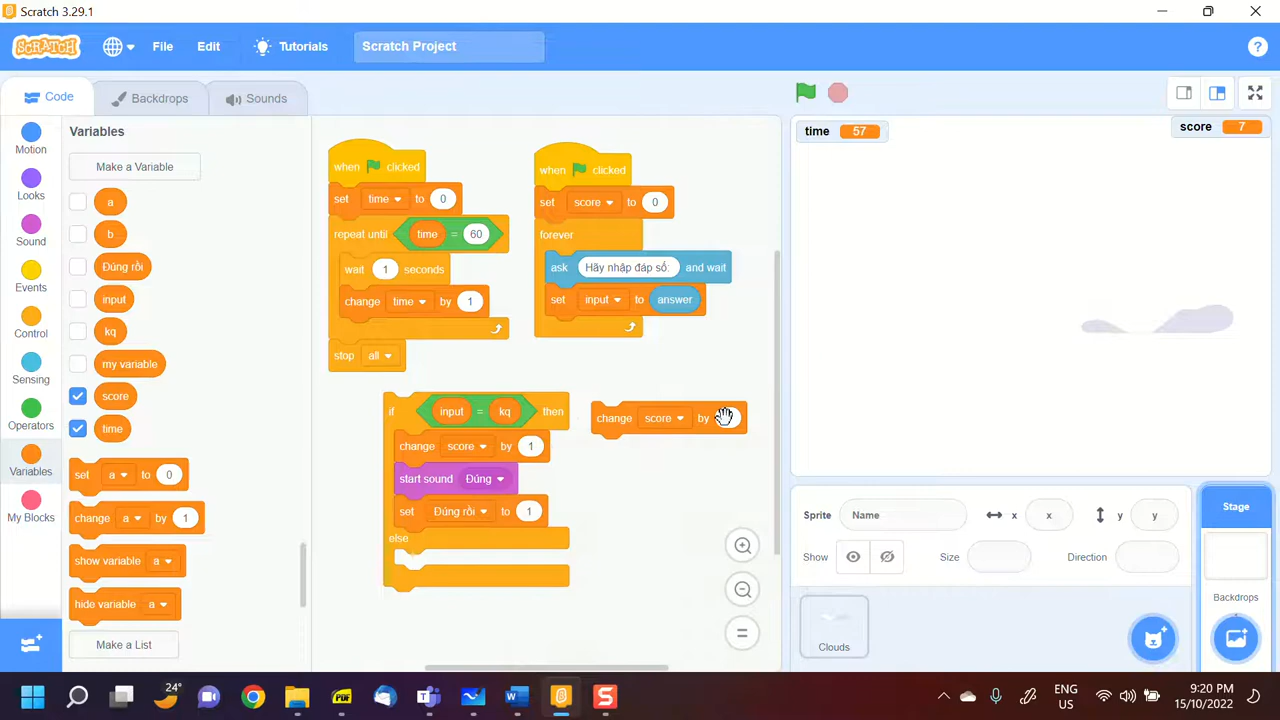 Scratch 3.29.1
SCRATCH
File
Edit
Tutorials
Scratch Project
?
Code
Backdrops
Sounds
Motion
Looks
Sound
Events
Control
Sensing
Operators
Variables
My Blocks
Variables
Make a Variable
a
b
Đúng rồi
input
kq
my variable
score
time
set a to 0
change a by 1
show variable a
hide variable a
Make a List
when clicked
set time to 0
repeat until time = 60
wait 1 seconds
change time by 1
stop all
when clicked
set score to 0
forever
ask Hãy nhập đáp số: and wait
set input to answer
if input = kq then
change score by 1
start sound Đúng
set Đúng rồi to 1
else
change score by
time 57
score 7
Sprite Name x x y y
Show Size Direction
Clouds
Stage
Backdrops
24°
PDF
W
S
ENG
US
9:20 PM
15/10/2022